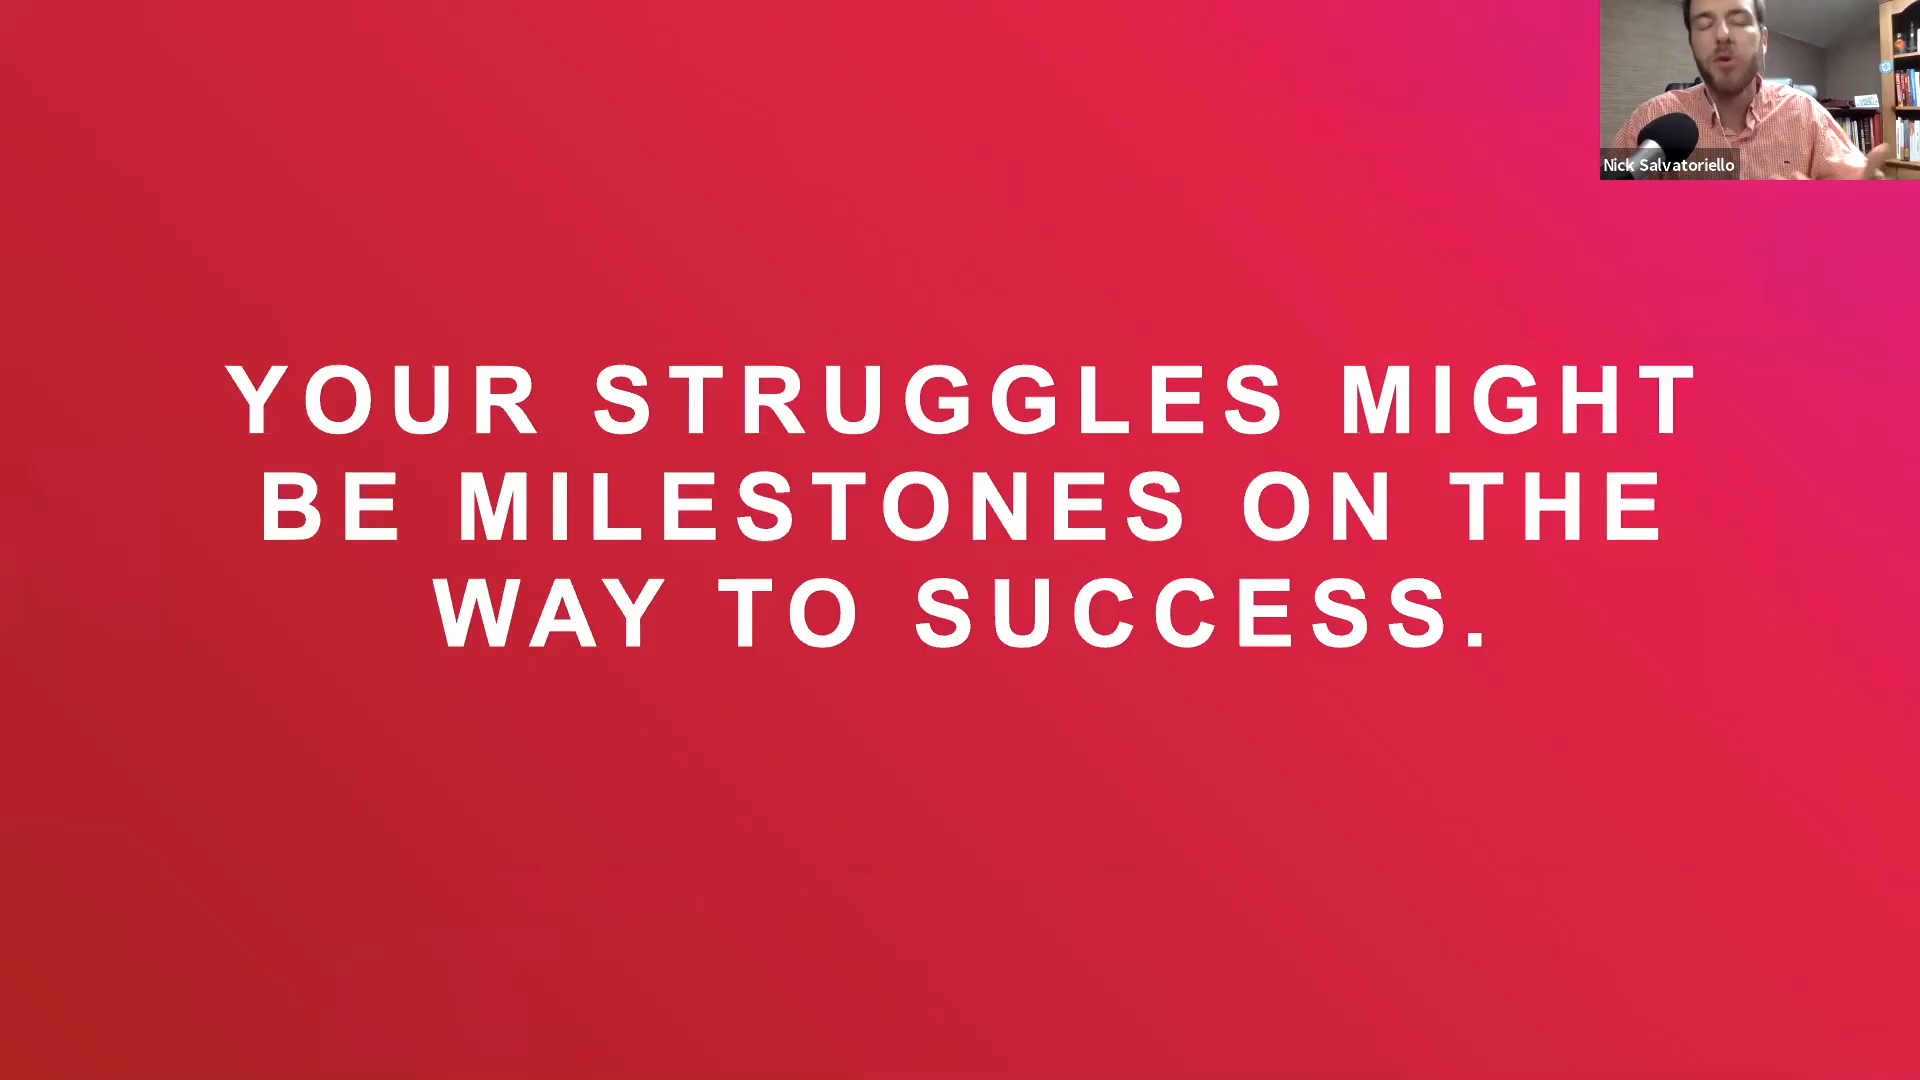 Nick Salvatoriello
YOUR STRUGGLES MIGHT
BE MILESTONES ON THE
WAY TO SUCCESS.